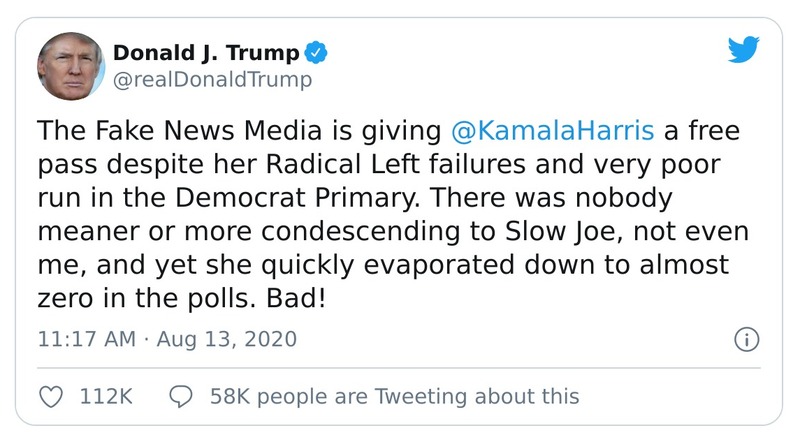 Donald J. Trump
@realDonaldTrump
The Fake News Media is giving @KamalaHarris a free
pass despite her Radical Left failures and very poor
run in the Democrat Primary. There was nobody
meaner or more condescending to Slow Joe, not even
me, and yet she quickly evaporated down to almost
zero in the polls. Bad!
11:17 AM · Aug 13, 2020
112K 58K people are Tweeting about this